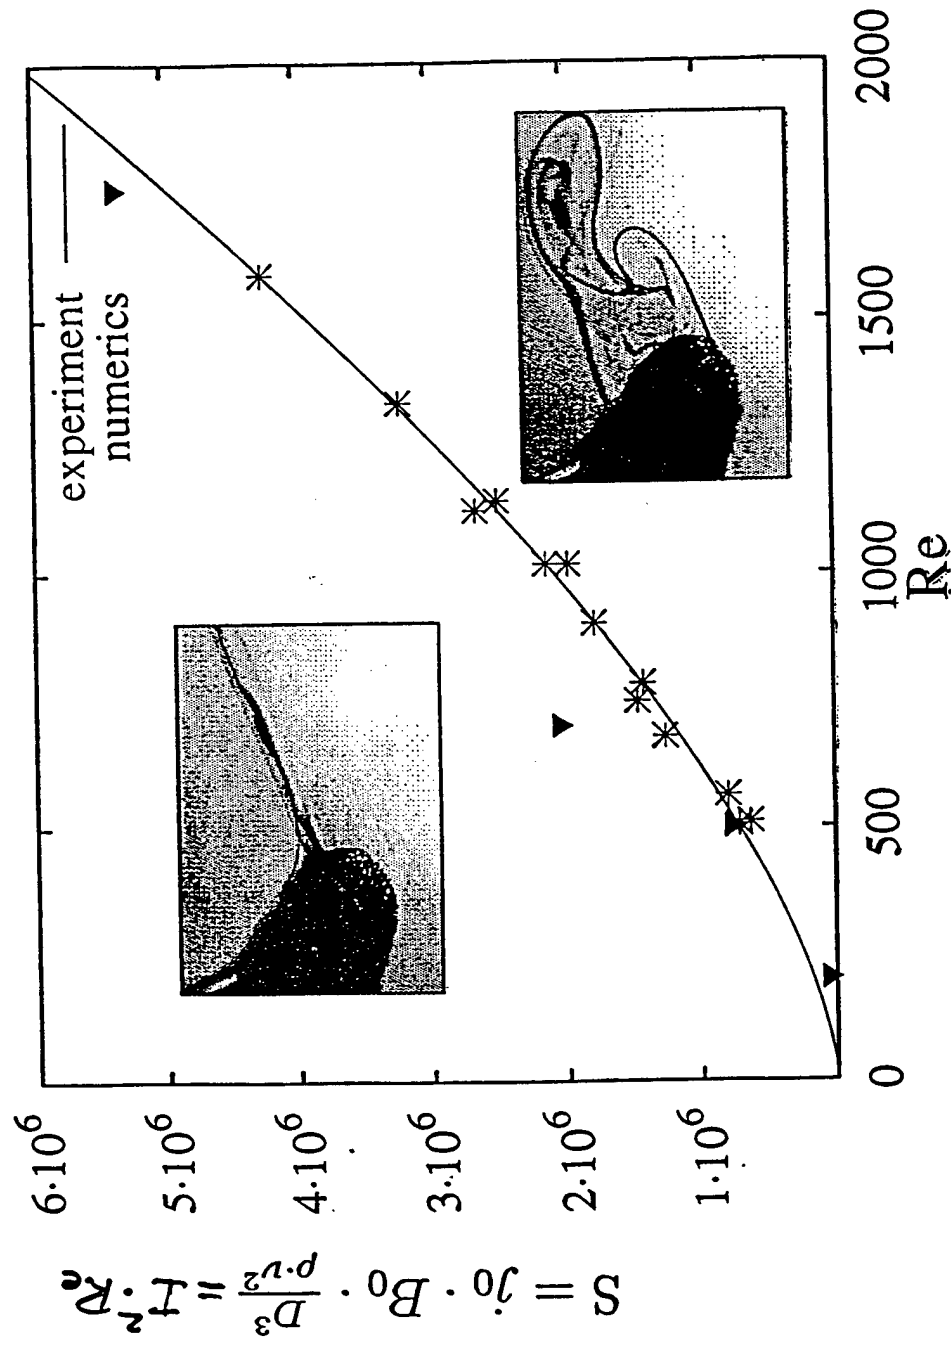 S = j₀ · B₀ · D³/ρ·ν² = I² · Re
6·10⁶
5·10⁶
4·10⁶
3·10⁶
2·10⁶
1·10⁶
experiment
numerics
0
500
1000
1500
2000
Re